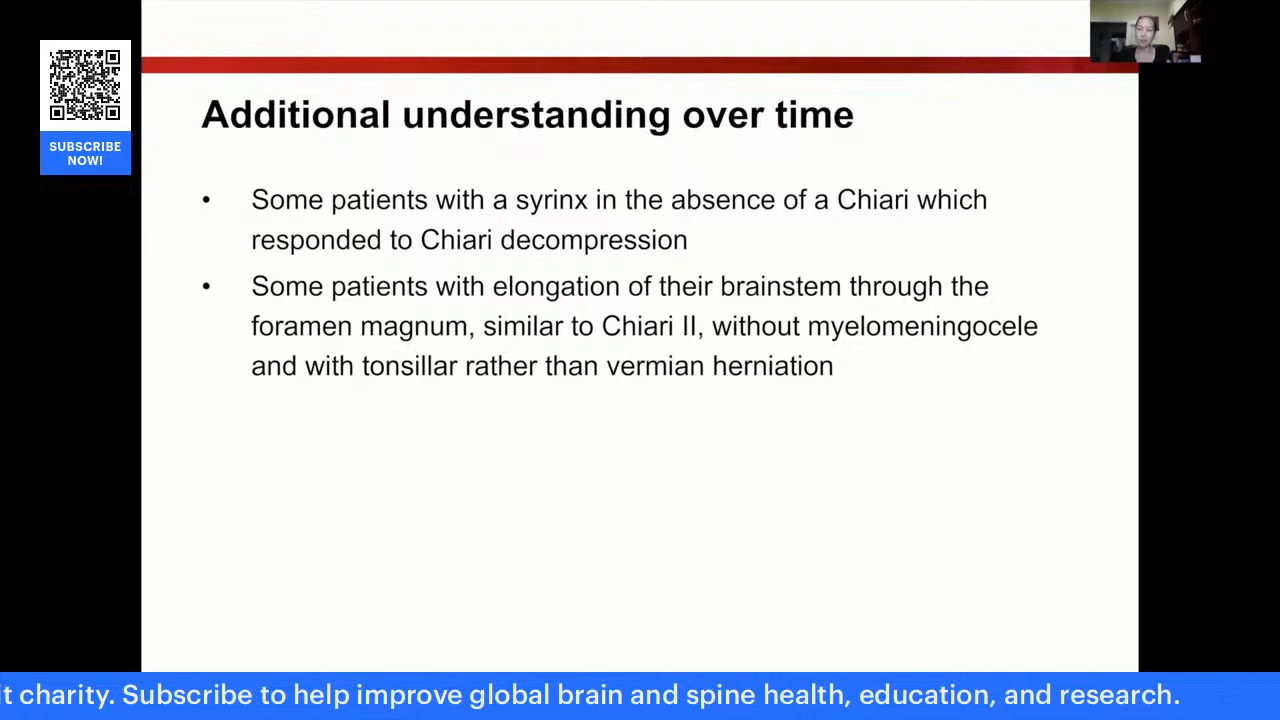 SUBSCRIBE
NOW!
Additional understanding over time
• Some patients with a syrinx in the absence of a Chiari which
responded to Chiari decompression
• Some patients with elongation of their brainstem through the
foramen magnum, similar to Chiari II, without myelomeningocele
and with tonsillar rather than vermian herniation
it charity. Subscribe to help improve global brain and spine health, education, and research.